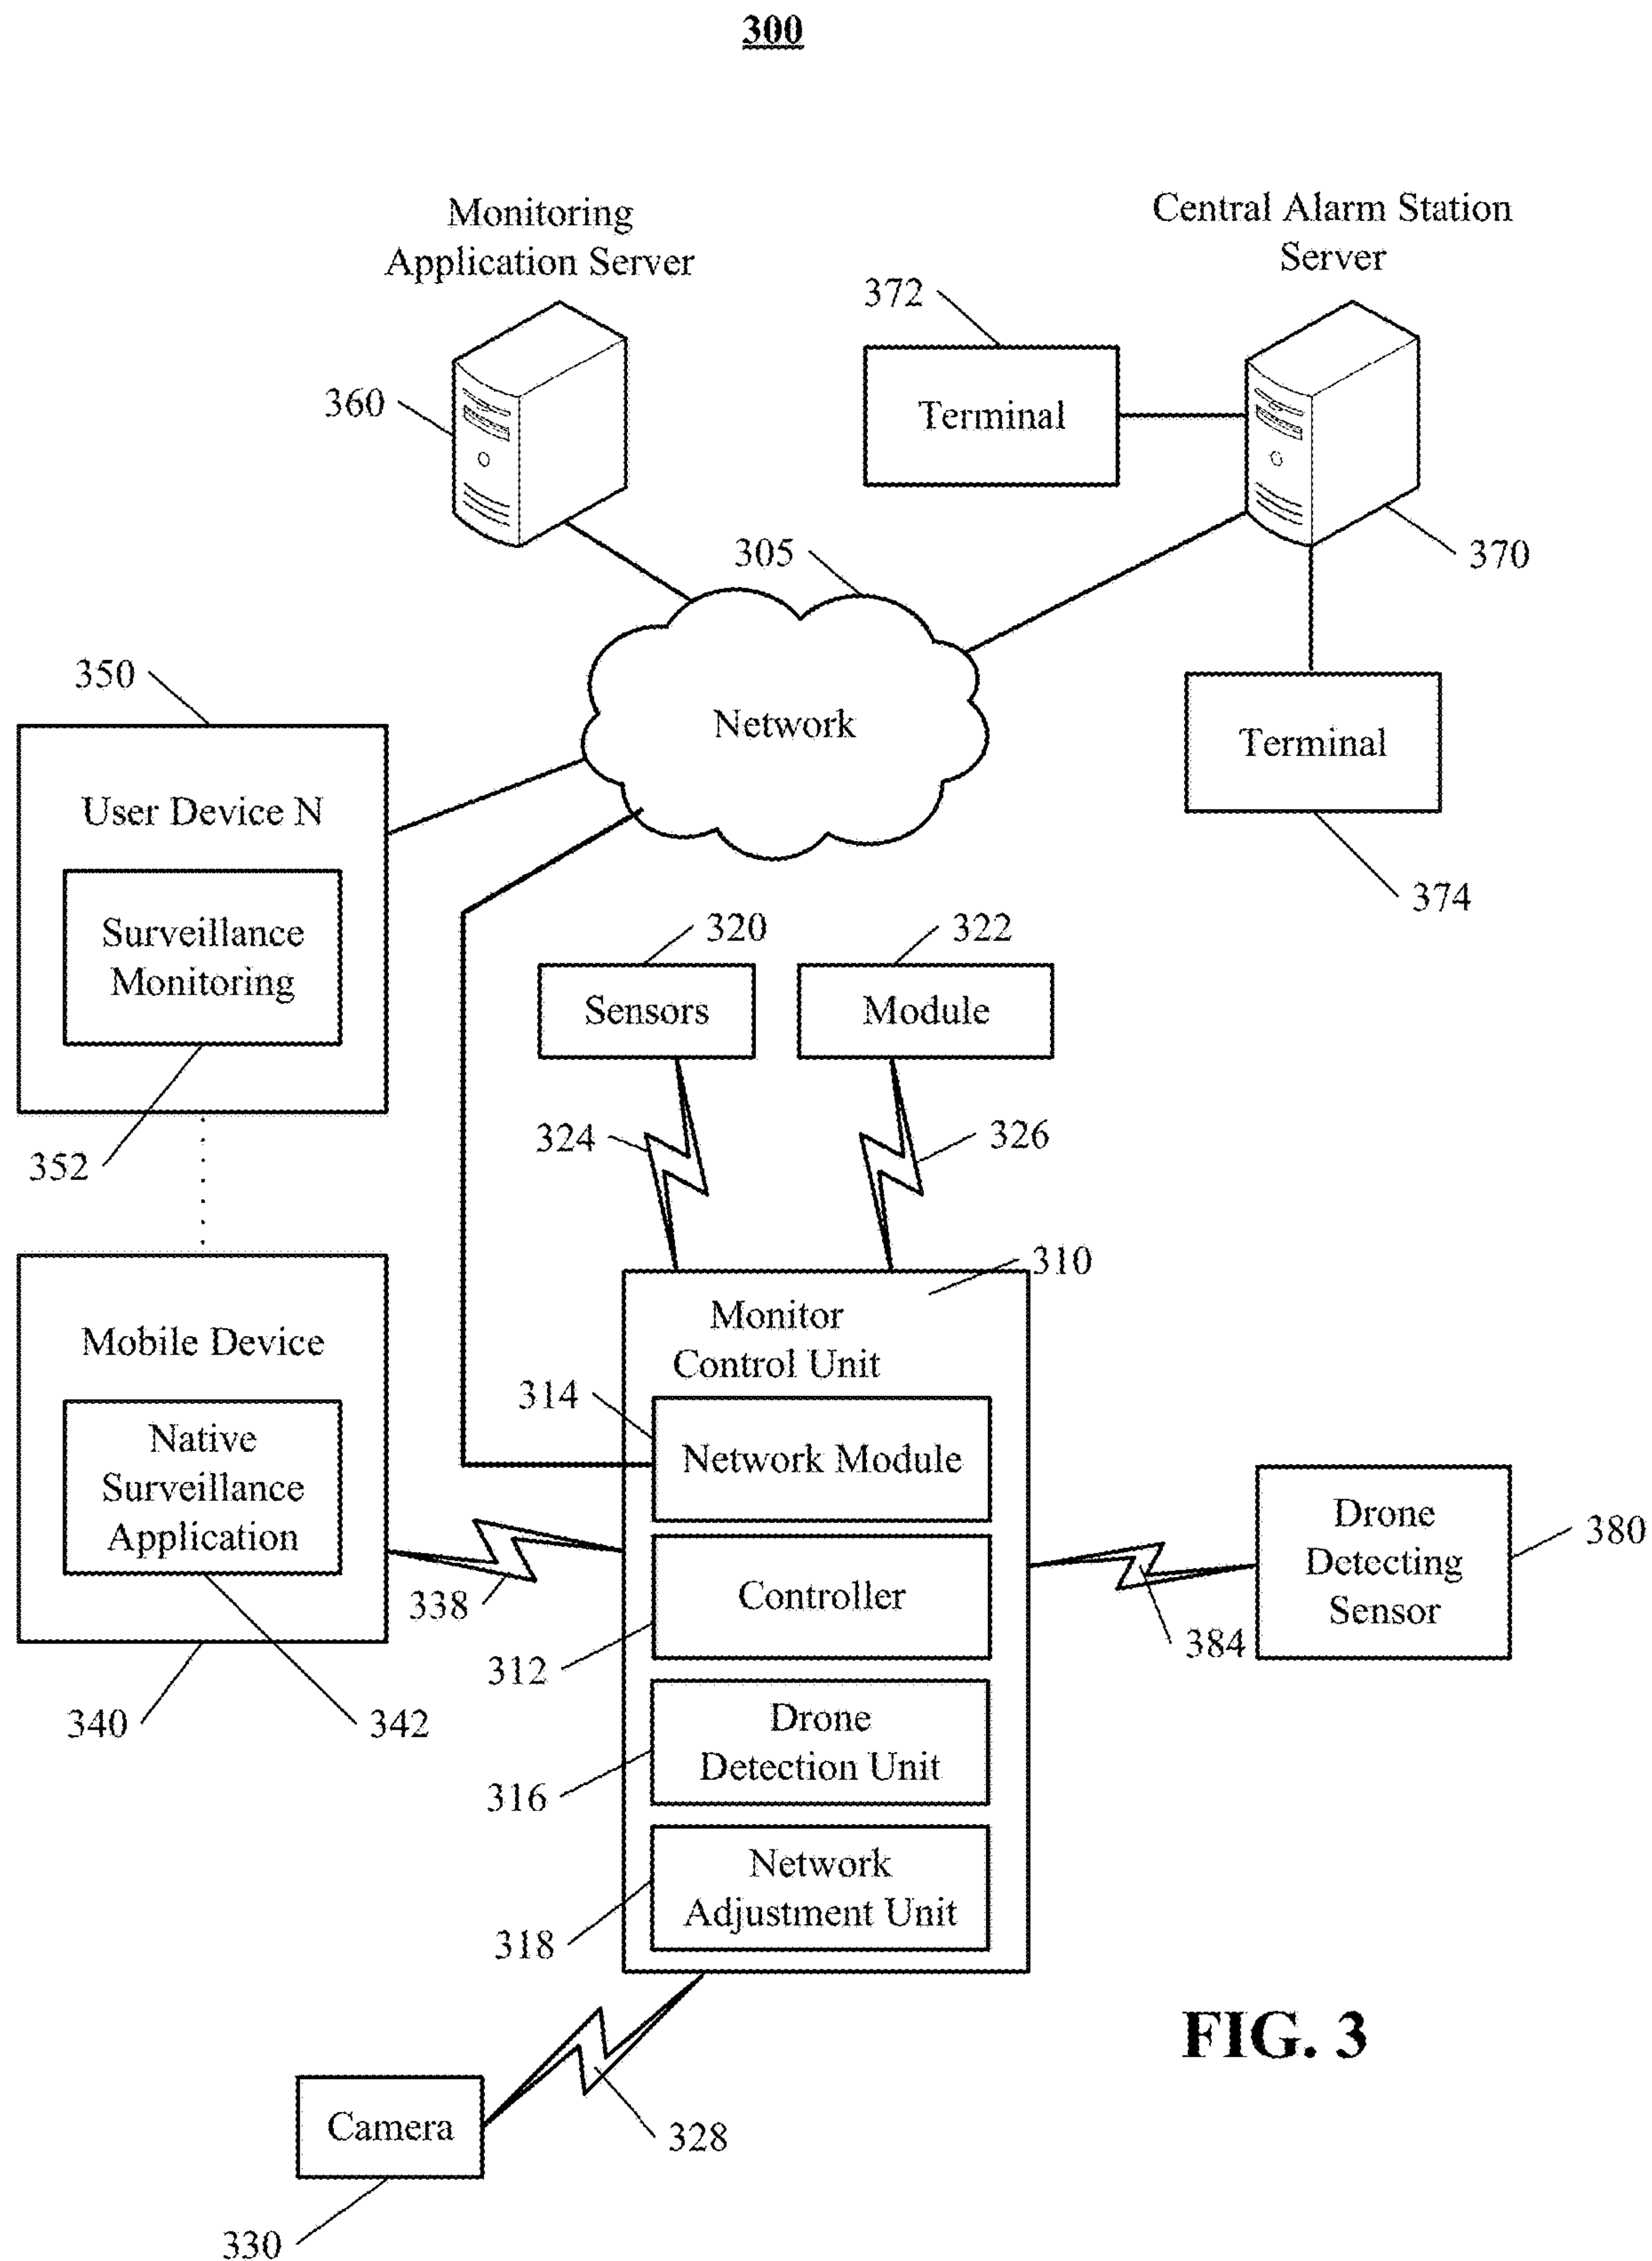 300
Monitoring
Application Server
Central Alarm Station
Server
372
360
Terminal
305
370
350
Network
Terminal
User Device N
374
Surveillance
Monitoring
320
322
Sensors
Module
324
326
352
310
Mobile Device
Monitor
Control Unit
314
Native
Surveillance
Application
Network Module
Drone
Detecting
Sensor
380
338
Controller
384
312
340
342
Drone
Detection Unit
316
Network
Adjustment Unit
318
FIG. 3
Camera
328
330